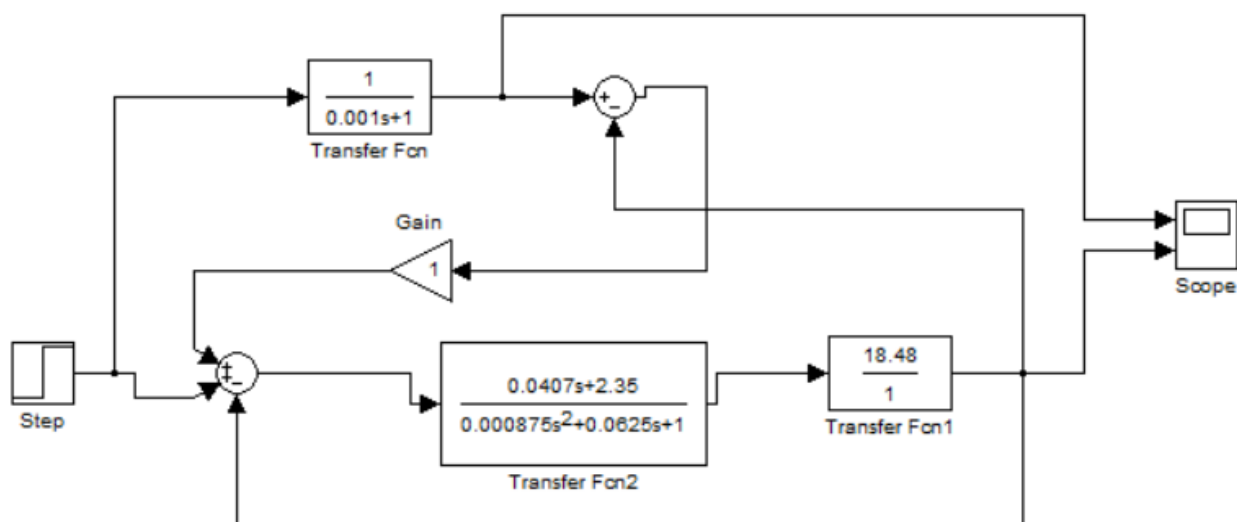 1
0.001s+1
Transfer Fcn
+
-
Gain
1
Scope
Step
+
+
-
0.0407s+2.35
0.000875s2+0.0625s+1
Transfer Fcn2
18.48
1
Transfer Fcn1